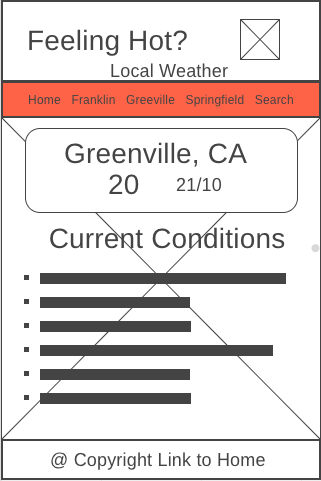 Feeling Hot?
Local Weather
Home Franklin Greeville Springfield Search
Greenville, CA
20 21/10
Current Conditions
@ Copyright Link to Home